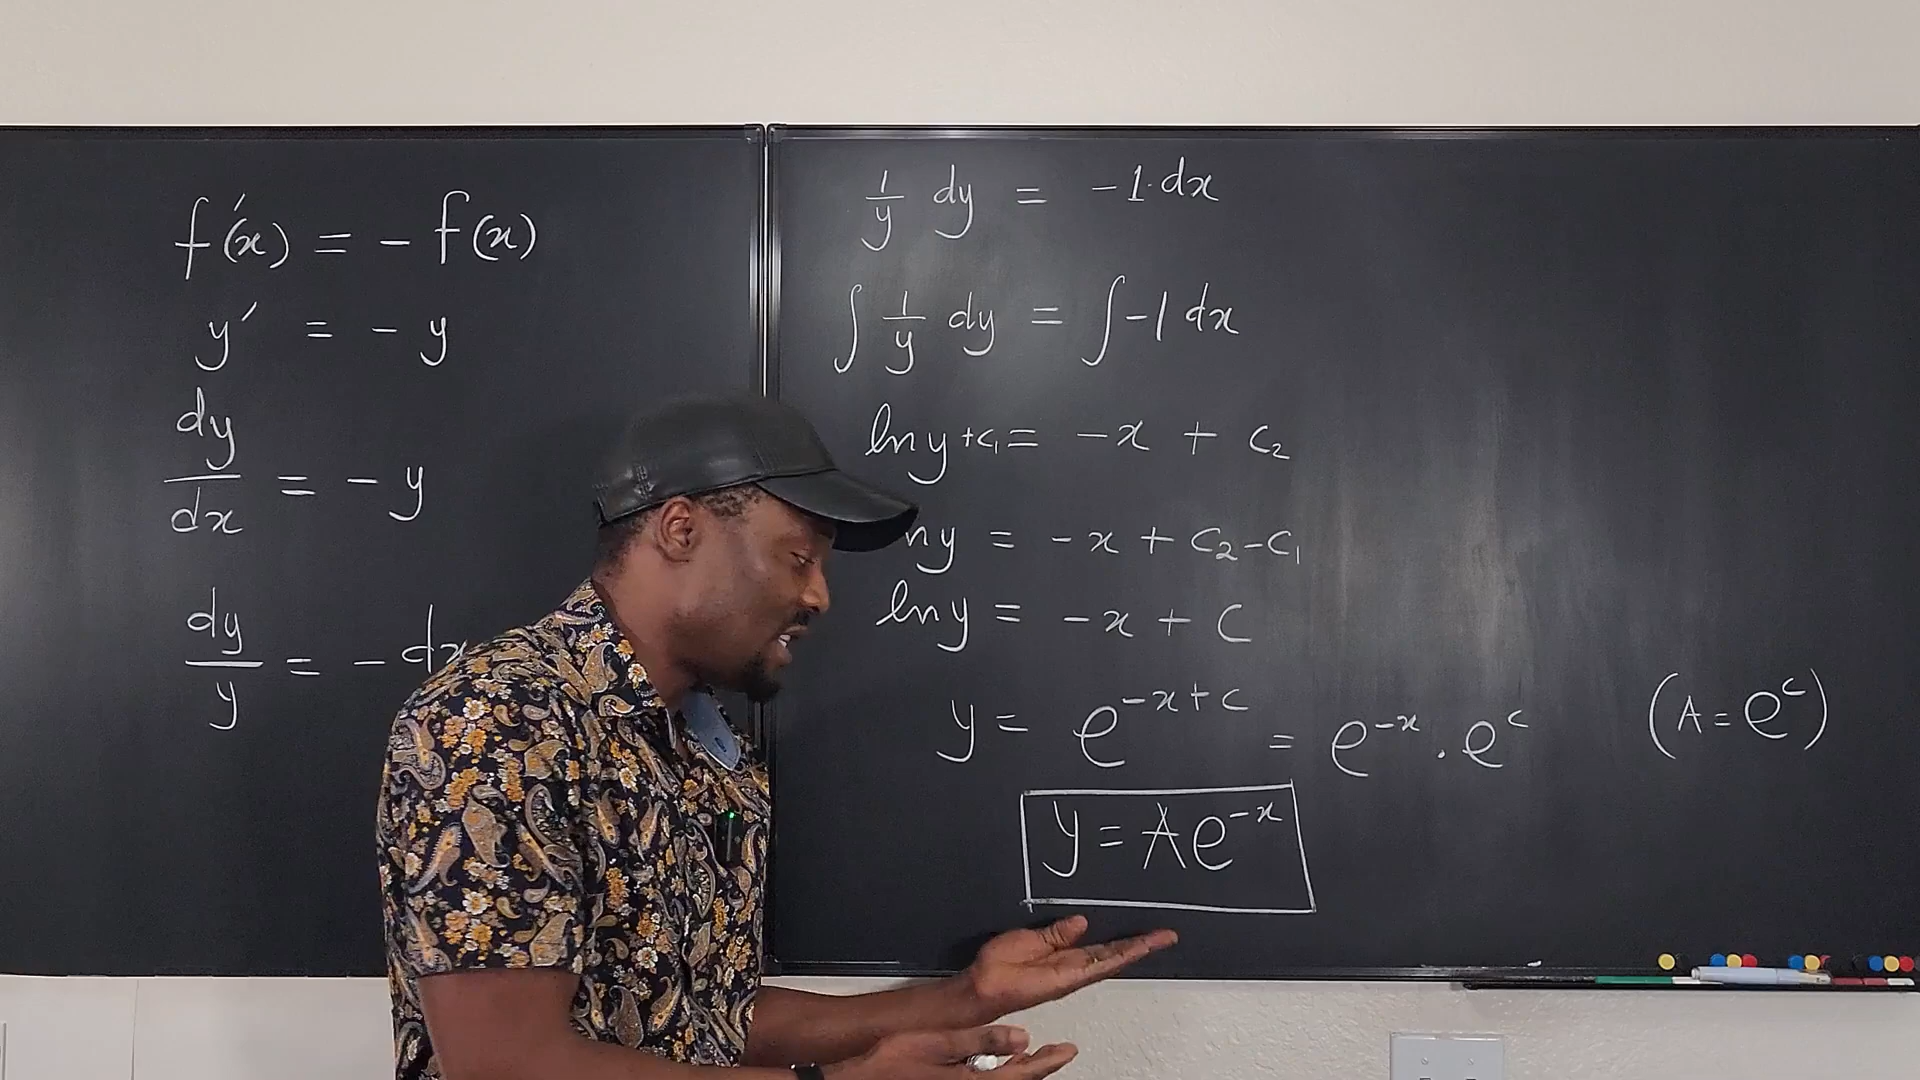 f'(x) = - f(x)
y' = - y
dy/dx = - y
dy/y = - dx
1/y dy = -1·dx
∫ 1/y dy = ∫ -1 dx
ln y + c₁ = -x + c₂
ny = -x + c₂ - c₁
ln y = -x + C
y = e^(-x+c) = e^(-x) . e^c (A = e^c)
y = Ae^(-x)